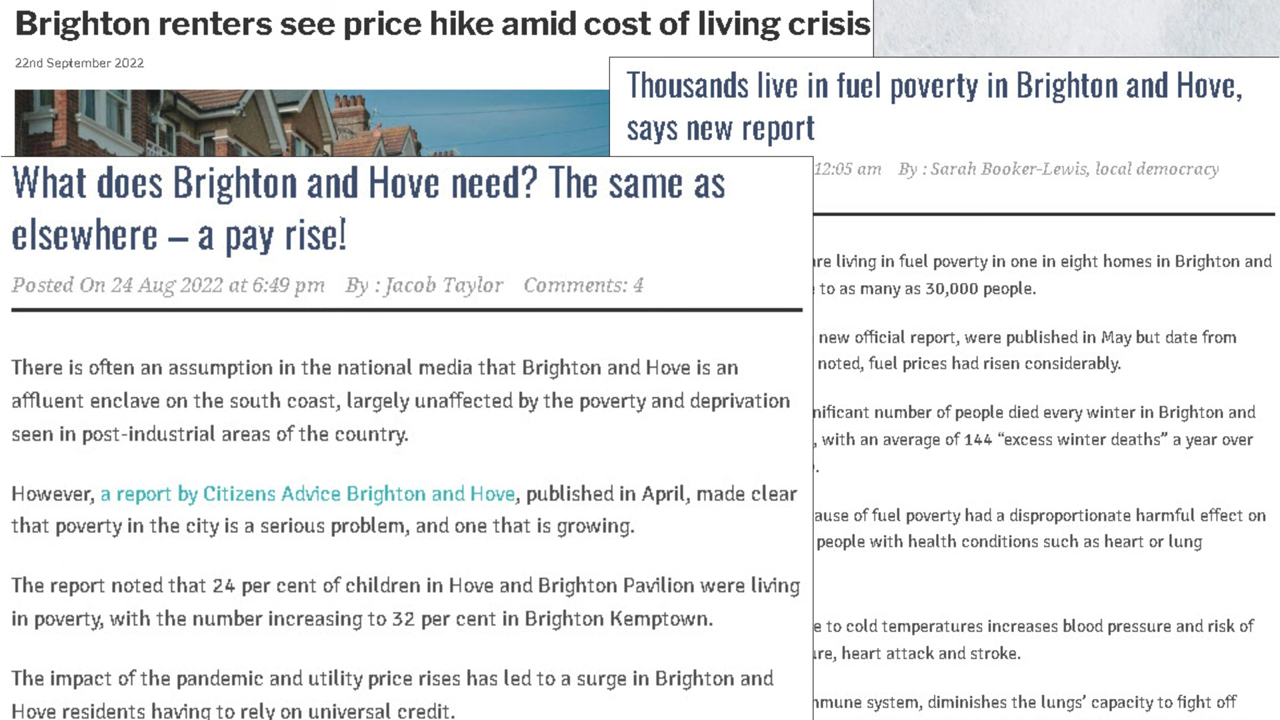 Brighton renters see price hike amid cost of living crisis
22nd September 2022
Thousands live in fuel poverty in Brighton and Hove,
says new report
12:05 am By : Sarah Booker-Lewis, local democracy
are living in fuel poverty in one in eight homes in Brighton and
to as many as 30,000 people.
new official report, were published in May but date from
noted, fuel prices had risen considerably.
nificant number of people died every winter in Brighton and
, with an average of 144 “excess winter deaths” a year over
ause of fuel poverty had a disproportionate harmful effect on
people with health conditions such as heart or lung
e to cold temperatures increases blood pressure and risk of
ure, heart attack and stroke.
mmune system, diminishes the lungs’ capacity to fight off
What does Brighton and Hove need? The same as
elsewhere – a pay rise!
Posted On 24 Aug 2022 at 6:49 pm By : Jacob Taylor Comments: 4
There is often an assumption in the national media that Brighton and Hove is an
affluent enclave on the south coast, largely unaffected by the poverty and deprivation
seen in post-industrial areas of the country.
However, a report by Citizens Advice Brighton and Hove, published in April, made clear
that poverty in the city is a serious problem, and one that is growing.
The report noted that 24 per cent of children in Hove and Brighton Pavilion were living
in poverty, with the number increasing to 32 per cent in Brighton Kemptown.
The impact of the pandemic and utility price rises has led to a surge in Brighton and
Hove residents having to rely on universal credit.